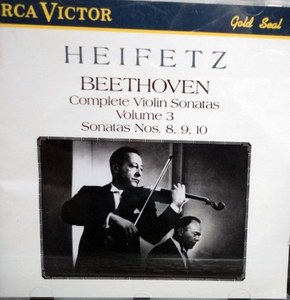 RCA VICTOR Gold Seal
HEIFETZ
BEETHOVEN
Complete Violin Sonatas
Volume 3
Sonatas Nos. 8, 9, 10